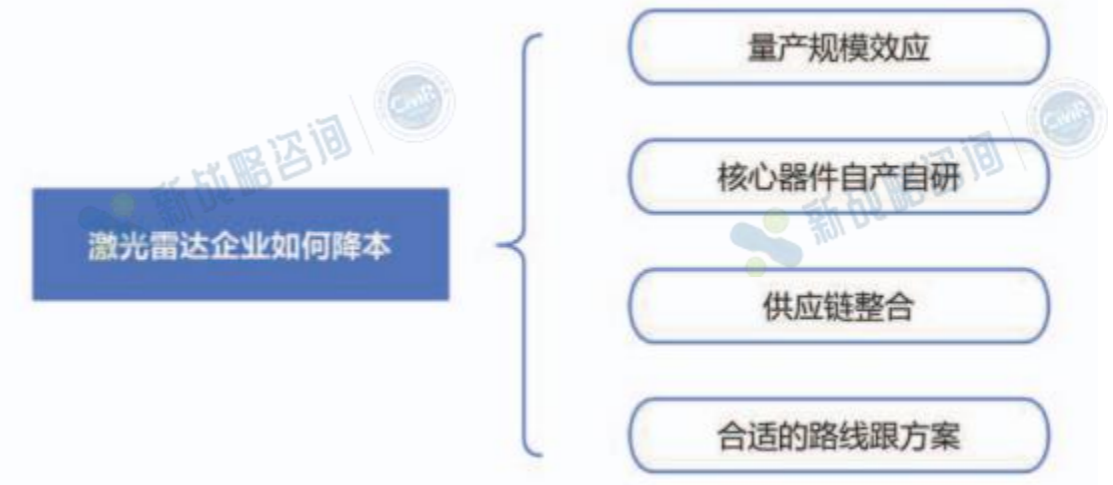 量产规模效应
核心器件自产自研
激光雷达企业如何降本
供应链整合
合适的路线跟方案
新战略咨询
CMR
新战略咨询